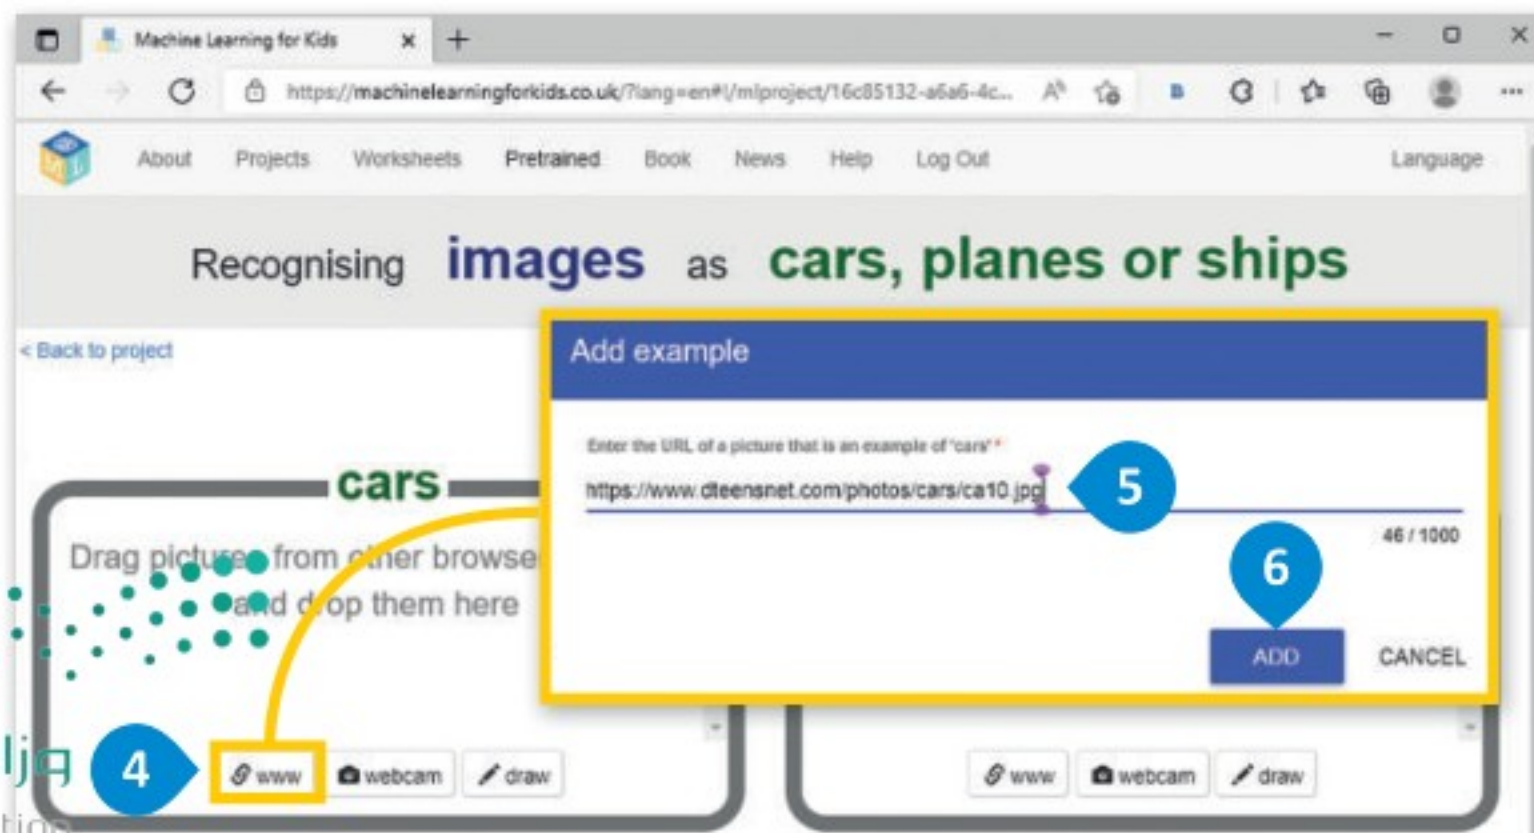 Machine Learning for Kids
https://machinelearningforkids.co.uk/?lang=en#!/mlproject/16c85132-a6a6-4c...
About Projects Worksheets Pretrained Book News Help Log Out Language
Recognising images as cars, planes or ships
< Back to project
Add example
Enter the URL of a picture that is an example of 'cars' *
https://www.dteensnet.com/photos/cars/ca10.jpg
5
46 / 1000
cars
Drag pictures from other browse
and drop them here
6
ADD CANCEL
4
www webcam draw
www webcam draw